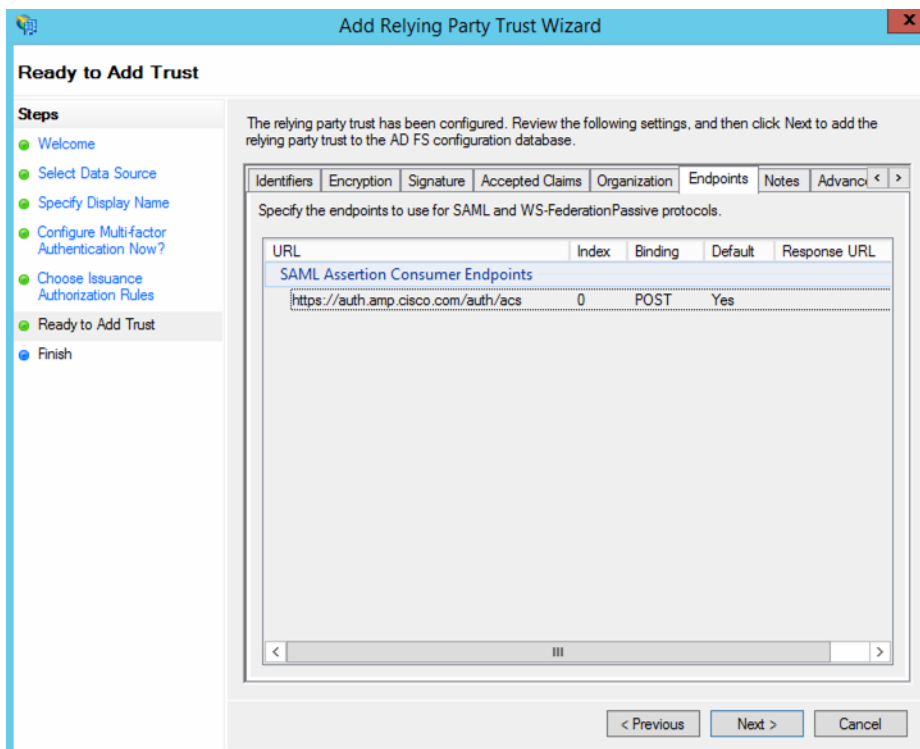 Add Relying Party Trust Wizard
x
Ready to Add Trust
Steps
Welcome
Select Data Source
Specify Display Name
Configure Multi-factor
Authentication Now?
Choose Issuance
Authorization Rules
Ready to Add Trust
Finish
The relying party trust has been configured. Review the following settings, and then click Next to add the
relying party trust to the AD FS configuration database.
Identifiers Encryption Signature Accepted Claims Organization Endpoints Notes Advanc < >
Specify the endpoints to use for SAML and WS-FederationPassive protocols.
URL Index Binding Default Response URL
SAML Assertion Consumer Endpoints
https://auth.amp.cisco.com/auth/acs 0 POST Yes
< Previous Next > Cancel